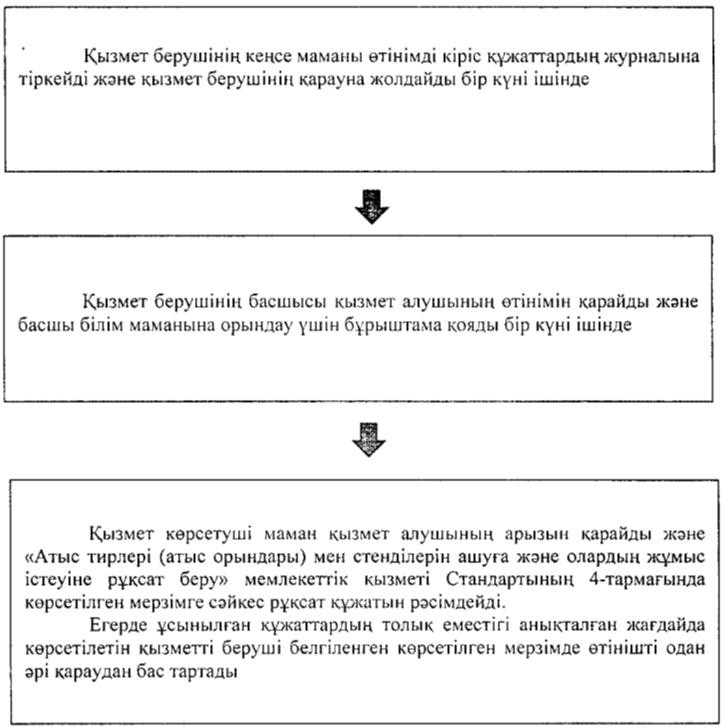 Қызмет берушінің кеңсе маманы өтінімді кіріс құжаттардың журналына
тіркейді және қызмет берушінің қарауна жолдайды бір күні ішінде
Қызмет берушінің басшысы қызмет алушының өтінімін қарайды және
басшы білім маманына орындау үшін бұрыштама қояды бір күні ішінде
Қызмет көрсетуші маман қызмет алушының арызын қарайды және
«Атыс тирлері (атыс орындары) мен стенділерін ашуға және олардың жұмыс
істеуіне рұқсат беру» мемлекеттік қызметі Стандартының 4-тармағында
көрсетілген мерзімге сәйкес рұқсат құжатын рәсімдейді.
Егерде ұсынылған құжаттардың толық еместігі анықталған жағдайда
көрсетілетін қызметті беруші белгіленген көрсетілген мерзімде өтінішті одан
әрі қараудан бас тартады